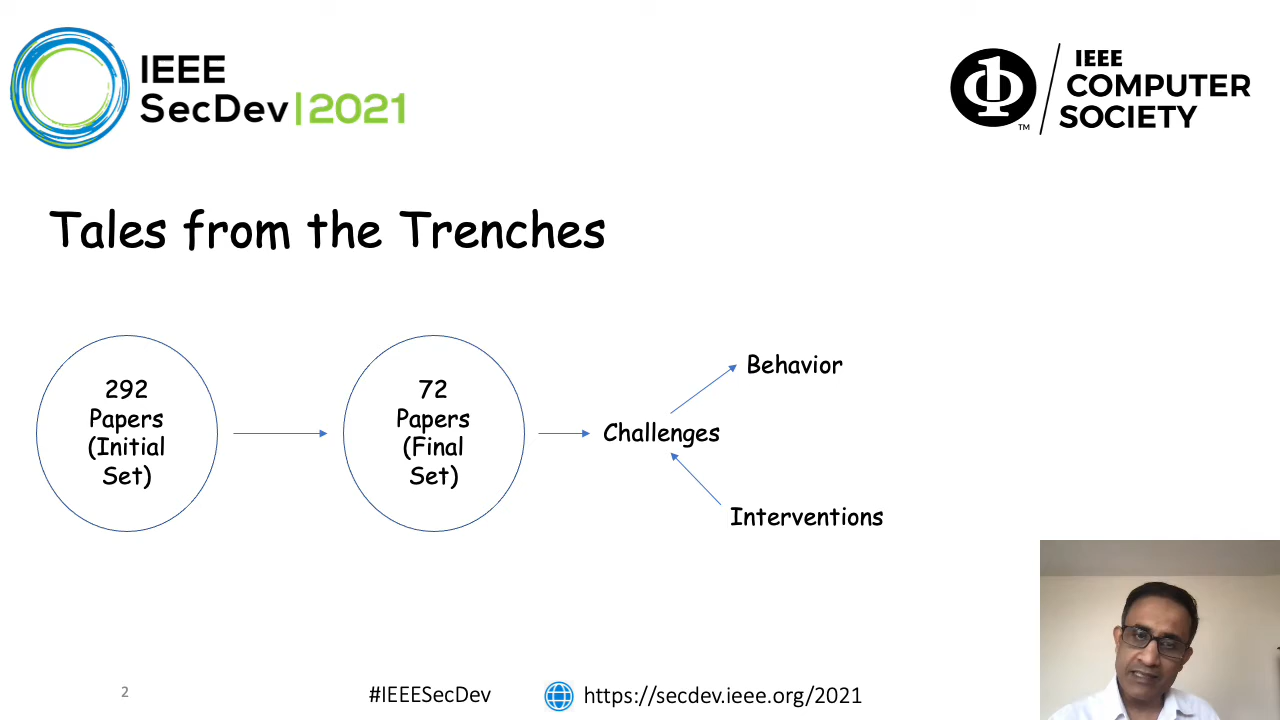 IEEE
SecDev|2021
IEEE
COMPUTER
SOCIETY
TM
Tales from the Trenches
292
Papers
(Initial
Set)
72
Papers
(Final
Set)
Challenges
Behavior
Interventions
2
#IEEESecDev
https://secdev.ieee.org/2021